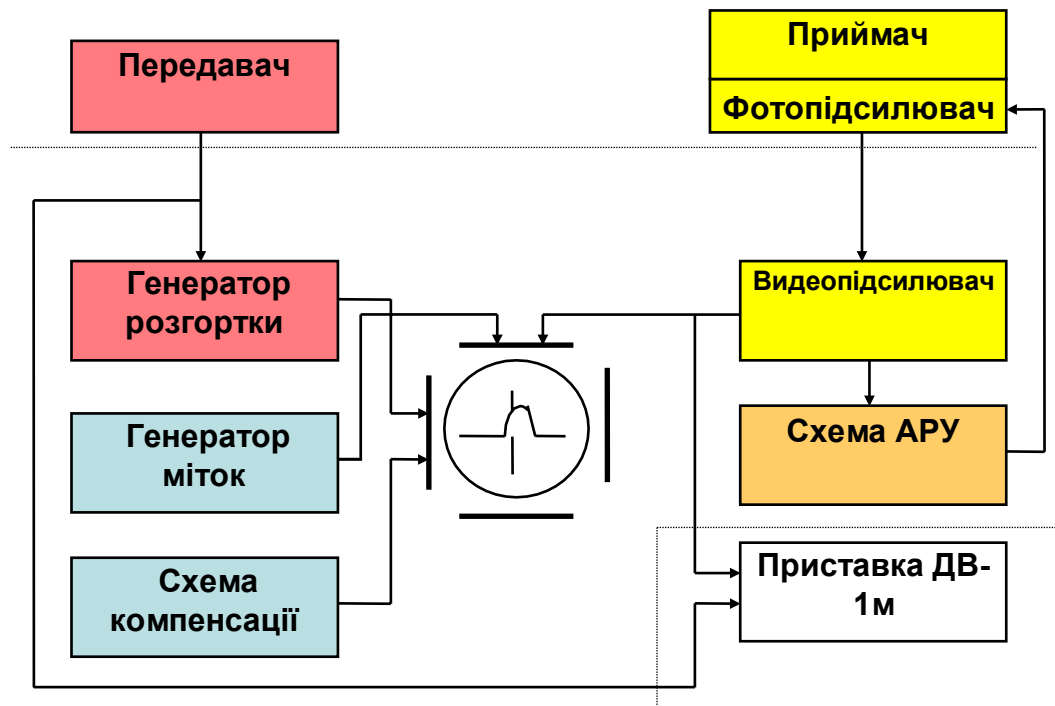 Передавач
Приймач
Фотопідсилювач
Генератор
розгортки
Видеопідсилювач
Генератор
міток
Схема АРУ
Схема
компенсації
Приставка ДВ-
1м